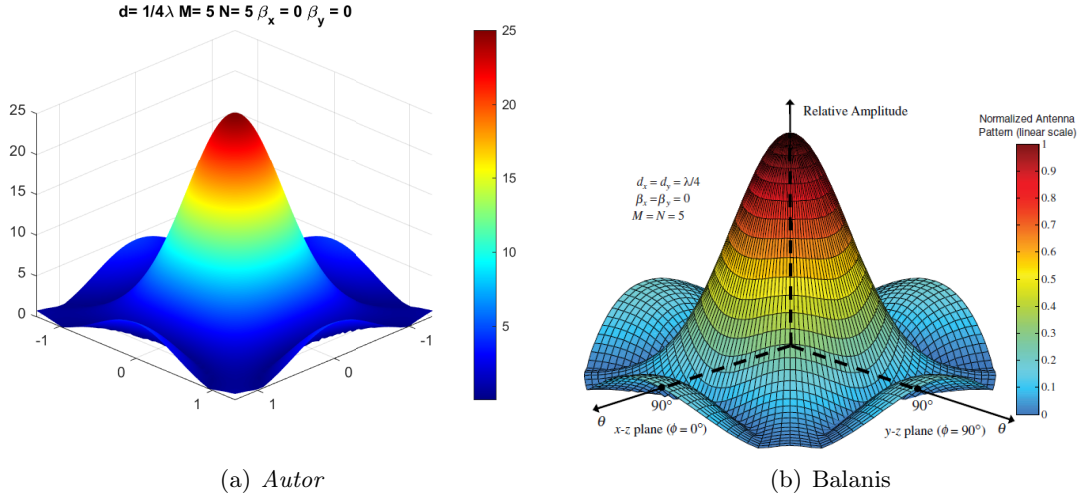 d= 1/4λ M= 5 N= 5 β_x = 0 β_y = 0
25
20
15
10
5
0
-1
0
1
1
0
-1
25
20
15
10
5
(a) Autor
Relative Amplitude
d_x = d_y = λ/4
β_x = β_y = 0
M = N = 5
90°
θ
x-z plane (ϕ = 0°)
90°
θ
y-z plane (ϕ = 90°)
Normalized Antenna
Pattern (linear scale)
1
0.9
0.8
0.7
0.6
0.5
0.4
0.3
0.2
0.1
0
(b) Balanis